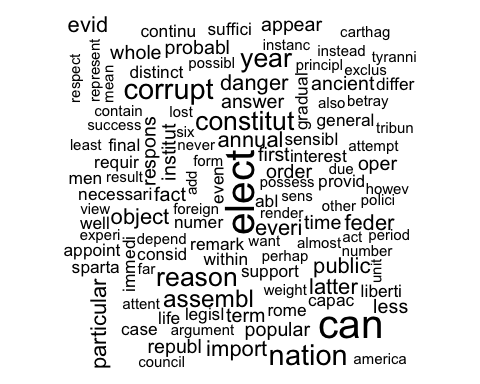 evid continu suffici appear carthag
respect represent mean whole probabl possibl year instanc instead principl tyranni exclus
distinct corrupt danger ancient differ
contain lost answer gradual also betray
success six constitut general tribun
least final respons institut never annual sensibl attempt
requir form first interest due oper
men result add even elect order possess provid howev
necessari fact abl sens polici
view object foreign render other
well numer everi time feder
experi depend remark want almost act period
appoint immedi consid within perhap number
sparta far reason support public unit
particular attent assembl weight latter liberti
life legisl term rome capac less
case argument popular can
republ import nation america
council